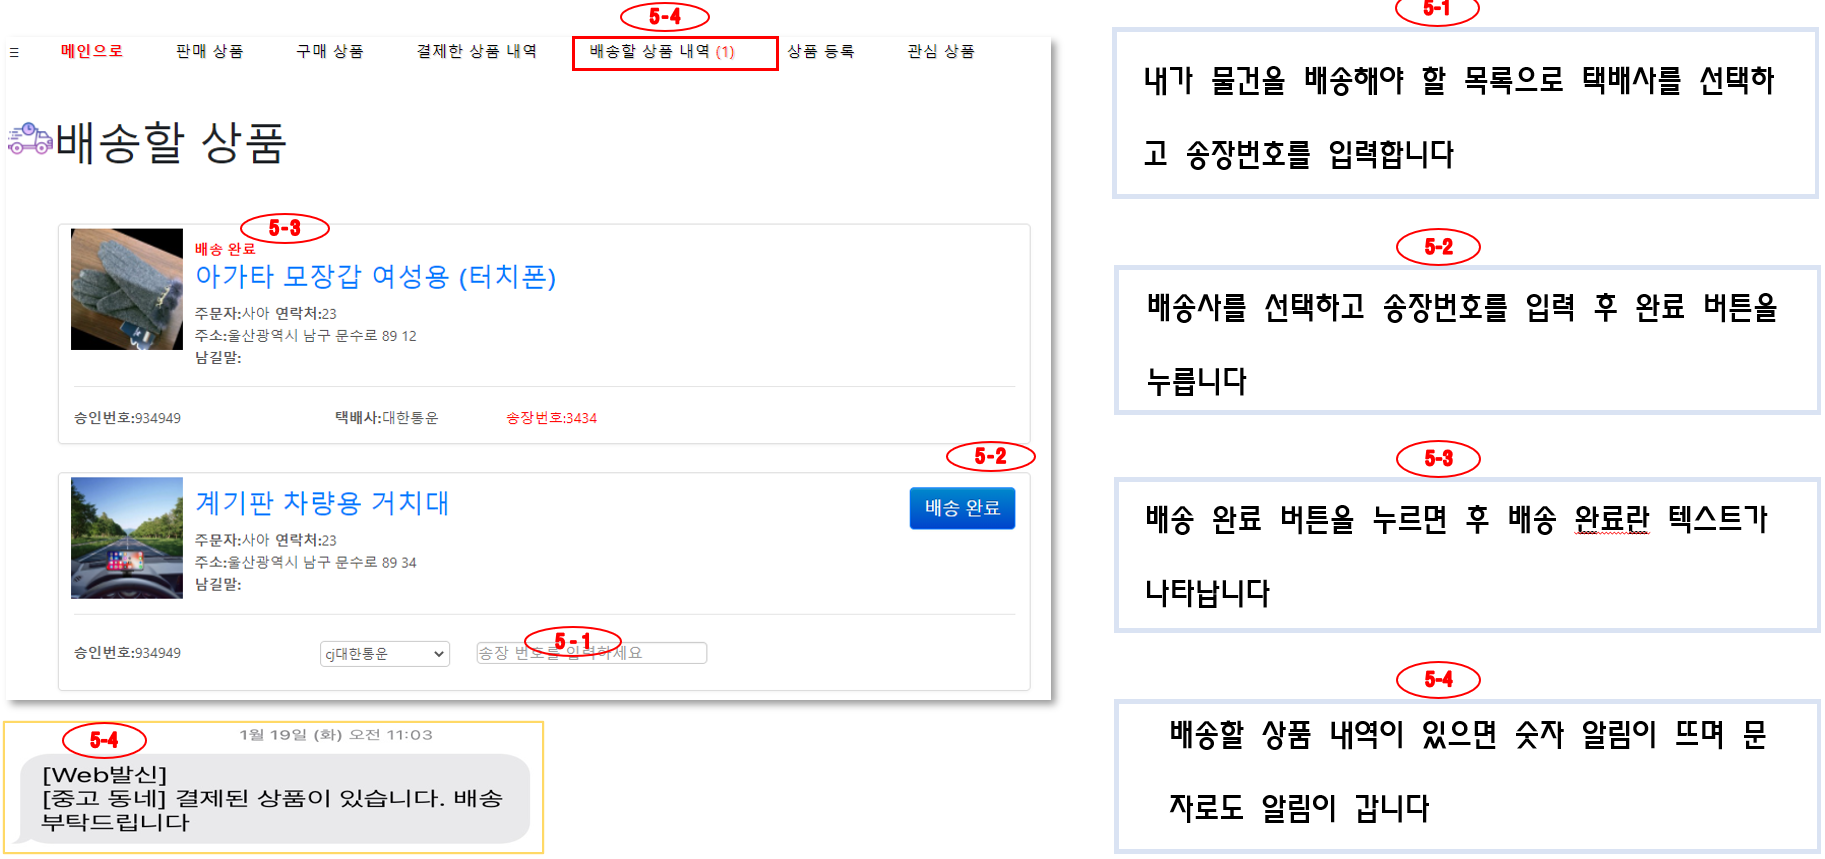 5-4
☰ 메인으로 판매 상품 구매 상품 결제한 상품 내역 배송할 상품 내역 (1) 상품 등록 관심 상품
배송할 상품
5-3
배송 완료
아가타 모장갑 여성용 (터치폰)
주문자:사아 연락처:23
주소:울산광역시 남구 문수로 89 12
남길말:
승인번호:934949 택배사:대한통운 송장번호:3434
5-2
계기판 차량용 거치대
배송 완료
주문자:사아 연락처:23
주소:울산광역시 남구 문수로 89 34
남길말:
5-1
승인번호:934949 cj대한통운 송장 번호를 입력하세요
5-4
1월 19일 (화) 오전 11:03
[Web발신]
[중고 동네] 결제된 상품이 있습니다. 배송
부탁드립니다
5-1
내가 물건을 배송해야 할 목록으로 택배사를 선택하
고 송장번호를 입력합니다
5-2
배송사를 선택하고 송장번호를 입력 후 완료 버튼을
누릅니다
5-3
배송 완료 버튼을 누르면 후 배송 완료란 텍스트가
나타납니다
5-4
배송할 상품 내역이 있으면 숫자 알림이 뜨며 문
자로도 알림이 갑니다